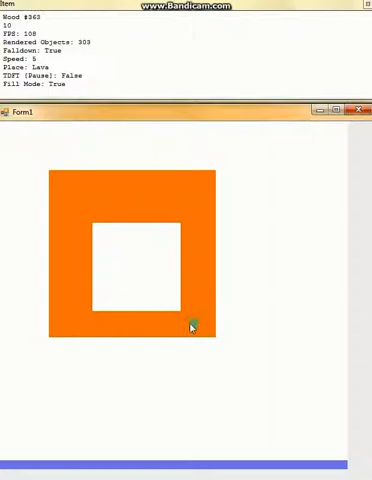 Item
www.Bandicam.com
Wood #363
10
FPS: 108
Rendered Objects: 303
Falldown: True
Speed: 5
Place: Lava
TDFT [Pause]: False
Fill Mode: True
Form1